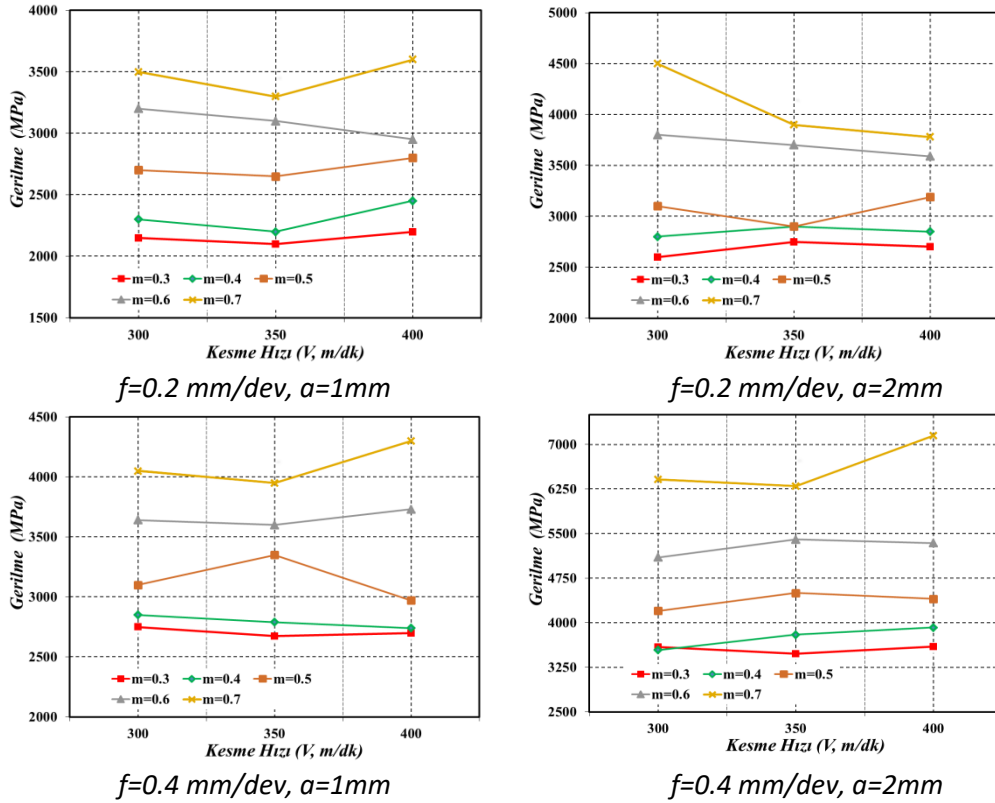 4000
3500
3000
2500
2000
1500
Gerilme (MPa)
m=0.3 m=0.4 m=0.5
m=0.6 m=0.7
300 350 400
Kesme Hızı (V, m/dk)
f=0.2 mm/dev, a=1mm
5000
4500
4000
3500
3000
2500
2000
Gerilme (MPa)
m=0.3 m=0.4 m=0.5
m=0.6 m=0.7
300 350 400
Kesme Hızı (V, m/dk)
f=0.2 mm/dev, a=2mm
4500
4000
3500
3000
2500
2000
Gerilme (MPa)
m=0.3 m=0.4 m=0.5
m=0.6 m=0.7
300 350 400
Kesme Hızı (V, m/dk)
f=0.4 mm/dev, a=1mm
7000
6250
5500
4750
4000
3250
2500
Gerilme (MPa)
m=0.3 m=0.4 m=0.5
m=0.6 m=0.7
300 350 400
Kesme Hızı (V, m/dk)
f=0.4 mm/dev, a=2mm